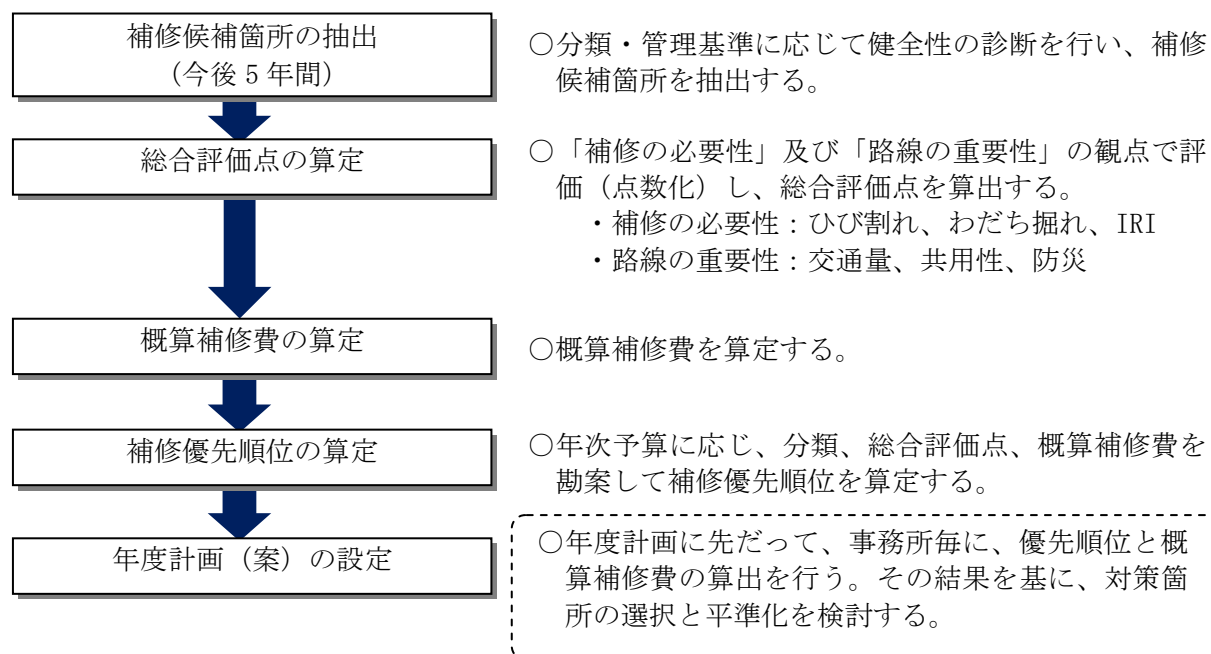 補修候補箇所の抽出
(今後５年間)
○分類・管理基準に応じて健全性の診断を行い、補修
候補箇所を抽出する。
総合評価点の算定
○「補修の必要性」及び「路線の重要性」の観点で評
価（点数化）し、総合評価点を算出する。
・補修の必要性：ひび割れ、わだち掘れ、IRI
・路線の重要性：交通量、共用性、防災
概算補修費の算定
○概算補修費を算定する。
補修優先順位の算定
○年次予算に応じ、分類、総合評価点、概算補修費を
勘案して補修優先順位を算定する。
年度計画（案）の設定
○年度計画に先だって、事務所毎に、優先順位と概
算補修費の算出を行う。その結果を基に、対策箇
所の選択と平準化を検討する。